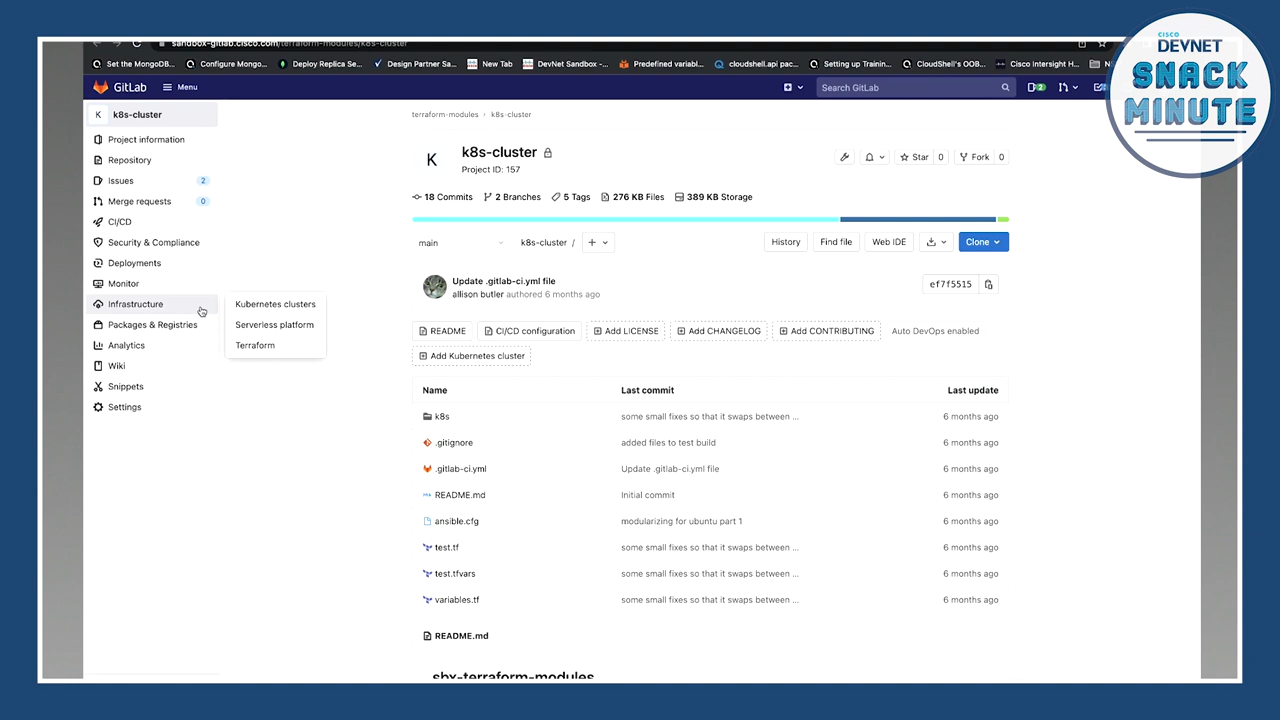 sandbox-gitlab.cisco.com/terraform-modules/k8s-cluster
Set the MongoDB... Configure Mongo... Deploy Replica Se... Design Partner Sa... New Tab DevNet Sandbox -... Predefined variabl... cloudshell.api pac... Setting up Trainin... CloudShell's OOB... Cisco Intersight H...
CISCO
DEVNET
SNACK
MINUTE
GitLab Menu Search GitLab 2
K k8s-cluster
Project information
Repository
Issues 2
Merge requests 0
CI/CD
Security & Compliance
Deployments
Monitor
Infrastructure
Packages & Registries
Analytics
Wiki
Snippets
Settings
Kubernetes clusters
Serverless platform
Terraform
terraform-modules › k8s-cluster
K
k8s-cluster
Project ID: 157
Star 0 Fork 0
18 Commits 2 Branches 5 Tags 276 KB Files 389 KB Storage
main k8s-cluster / + History Find file Web IDE Clone
Update .gitlab-ci.yml file
allison butler authored 6 months ago
ef7f5515
README CI/CD configuration Add LICENSE Add CHANGELOG Add CONTRIBUTING Auto DevOps enabled
Add Kubernetes cluster
Name Last commit Last update
k8s some small fixes so that it swaps between ... 6 months ago
.gitignore added files to test build 6 months ago
.gitlab-ci.yml Update .gitlab-ci.yml file 6 months ago
README.md Initial commit 6 months ago
ansible.cfg modularizing for ubuntu part 1 6 months ago
test.tf some small fixes so that it swaps between ... 6 months ago
test.tfvars some small fixes so that it swaps between ... 6 months ago
variables.tf some small fixes so that it swaps between ... 6 months ago
README.md
sbx-terraform-modules